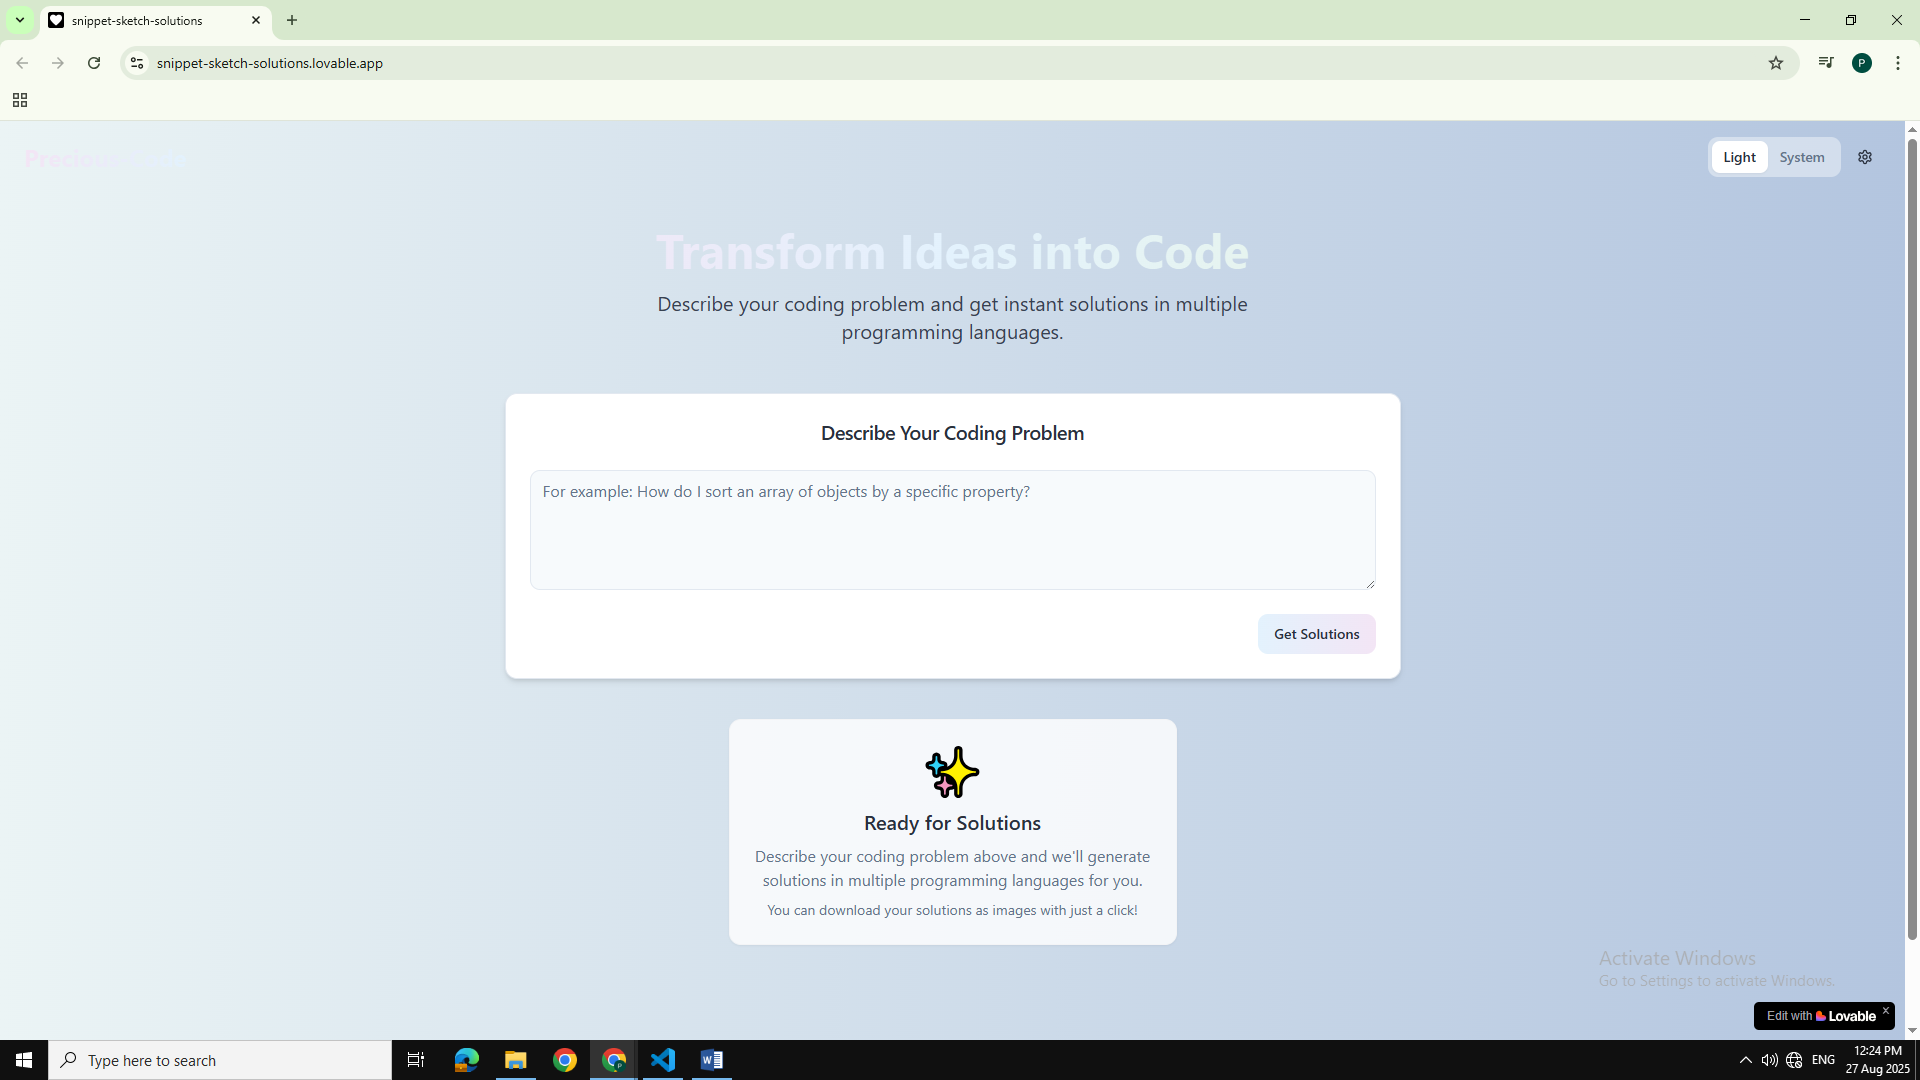 snippet-sketch-solutions
snippet-sketch-solutions.lovable.app
P
Light
System
Transform Ideas into Code
Describe your coding problem and get instant solutions in multiple
programming languages.
Describe Your Coding Problem
For example: How do I sort an array of objects by a specific property?
Get Solutions
Ready for Solutions
Describe your coding problem above and we'll generate
solutions in multiple programming languages for you.
You can download your solutions as images with just a click!
Activate Windows
Go to Settings to activate Windows.
Edit with Lovable
Type here to search
ENG
12:24 PM
27 Aug 2025